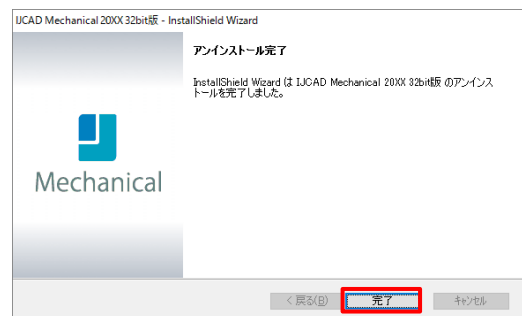 IJCAD Mechanical 20XX 32bit版 - InstallShield Wizard
アンインストール完了
InstallShield Wizard は IJCAD Mechanical 20XX 32bit版 のアンインス
トールを完了しました。
Mechanical
< 戻る(B)
完了
キャンセル